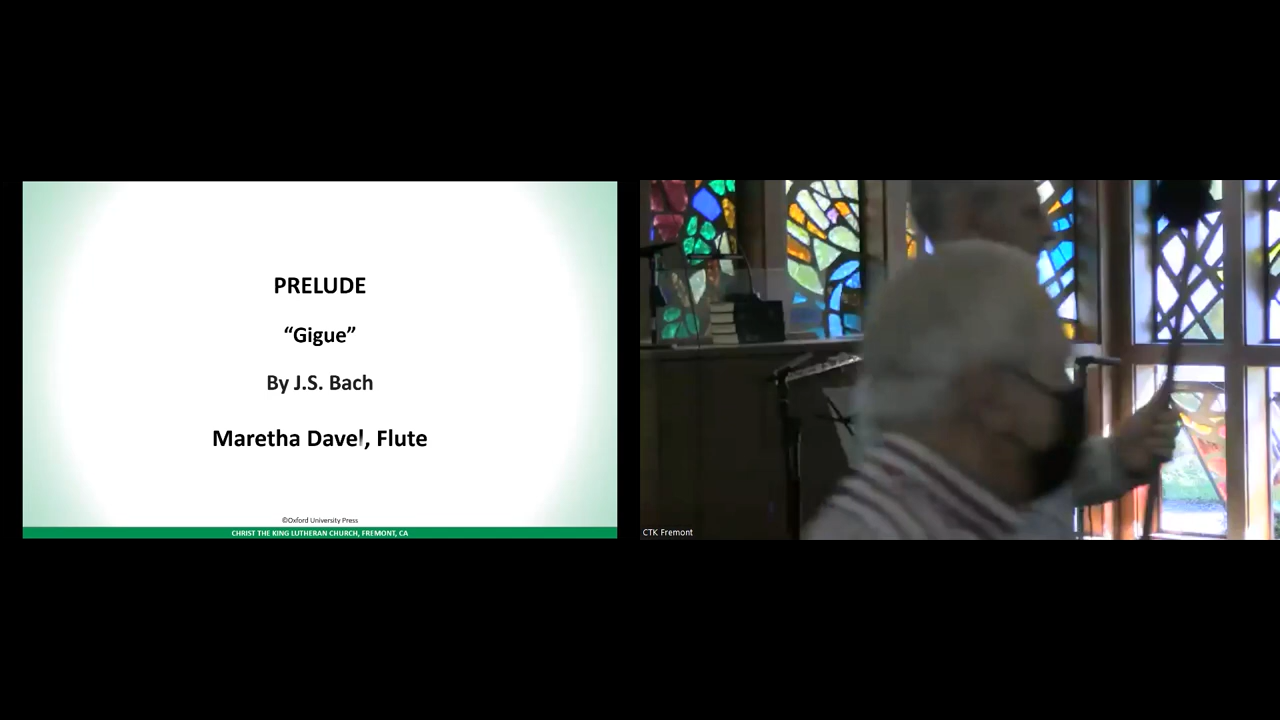 PRELUDE
“Gigue”
By J.S. Bach
Maretha Davel, Flute
©Oxford University Press
CHRIST THE KING LUTHERAN CHURCH, FREMONT, CA
CTK Fremont